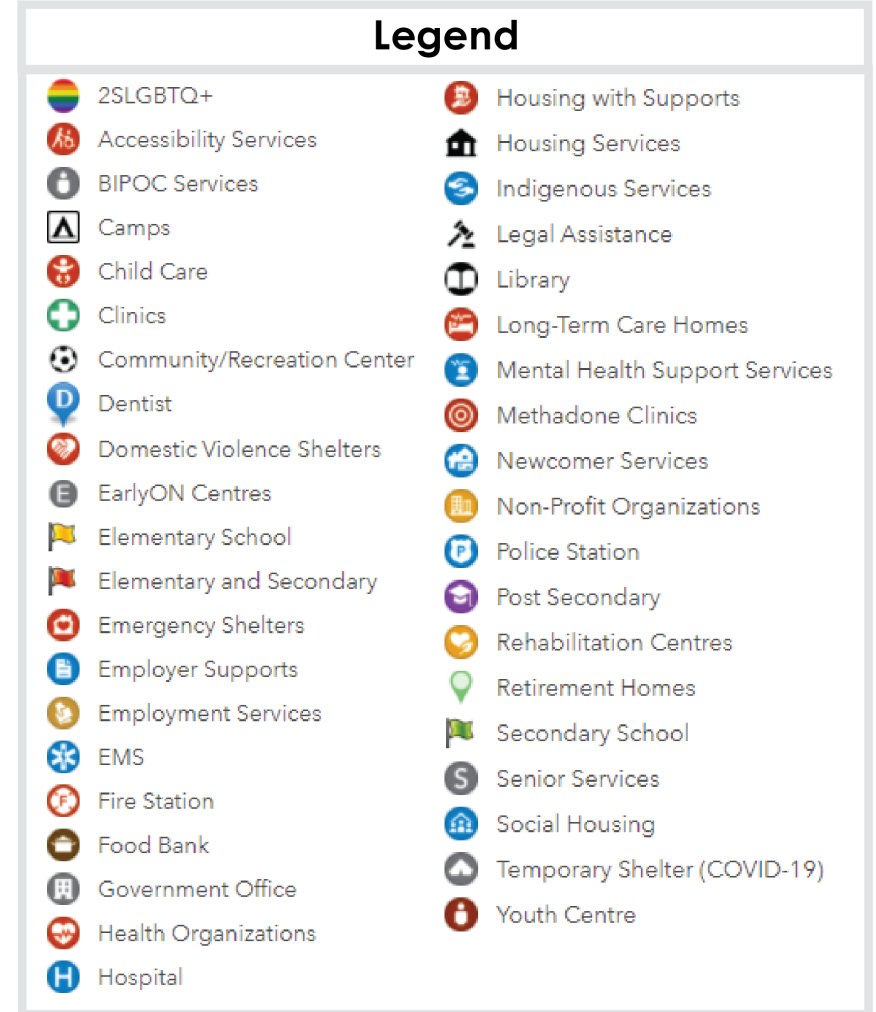 Legend
2SLGBTQ+
Accessibility Services
BIPOC Services
Camps
Child Care
Clinics
Community/Recreation Center
D
Dentist
Domestic Violence Shelters
E
EarlyON Centres
Elementary School
Elementary and Secondary
Emergency Shelters
Employer Supports
Employment Services
EMS
F
Fire Station
Food Bank
Government Office
Health Organizations
H
Hospital
Housing with Supports
Housing Services
Indigenous Services
Legal Assistance
Library
Long-Term Care Homes
Mental Health Support Services
Methadone Clinics
Newcomer Services
Non-Profit Organizations
P
Police Station
Post Secondary
Rehabilitation Centres
Retirement Homes
Secondary School
S
Senior Services
Social Housing
Temporary Shelter (COVID-19)
Youth Centre